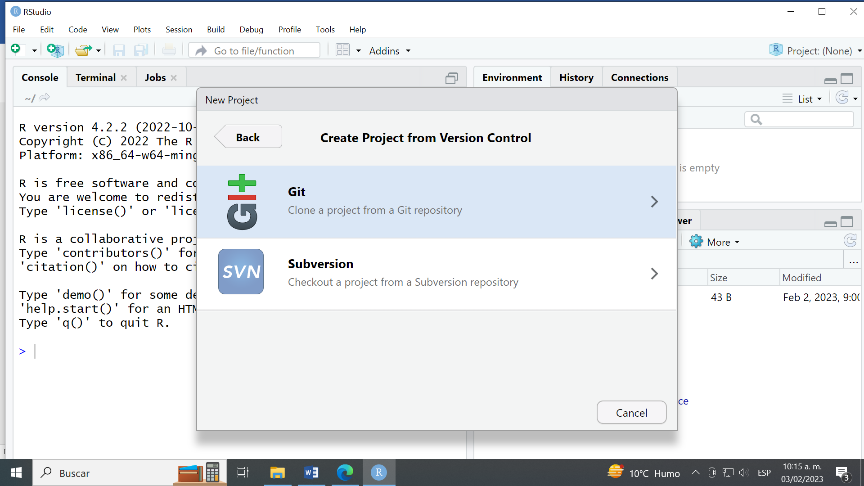 RStudio
File Edit Code View Plots Session Build Debug Profile Tools Help
Go to file/function Addins Project: (None)
Console Terminal Jobs
Environment History Connections
~/
List
R version 4.2.2 (2022-10-
Copyright (C) 2022 The R
Platform: x86_64-w64-ming
R is free software and co
You are welcome to redist
Type 'license()' or 'lice
R is a collaborative proj
Type 'contributors()' for
'citation()' on how to ci
Type 'demo()' for some de
'help.start()' for an HTM
Type 'q()' to quit R.
>
New Project
Back
Create Project from Version Control
Git
Clone a project from a Git repository
SVN
Subversion
Checkout a project from a Subversion repository
Cancel
is empty
wer
More
...
Size Modified
43 B Feb 2, 2023, 9:00
ce
Buscar
10°C Humo
ESP
10:15 a. m.
03/02/2023
3